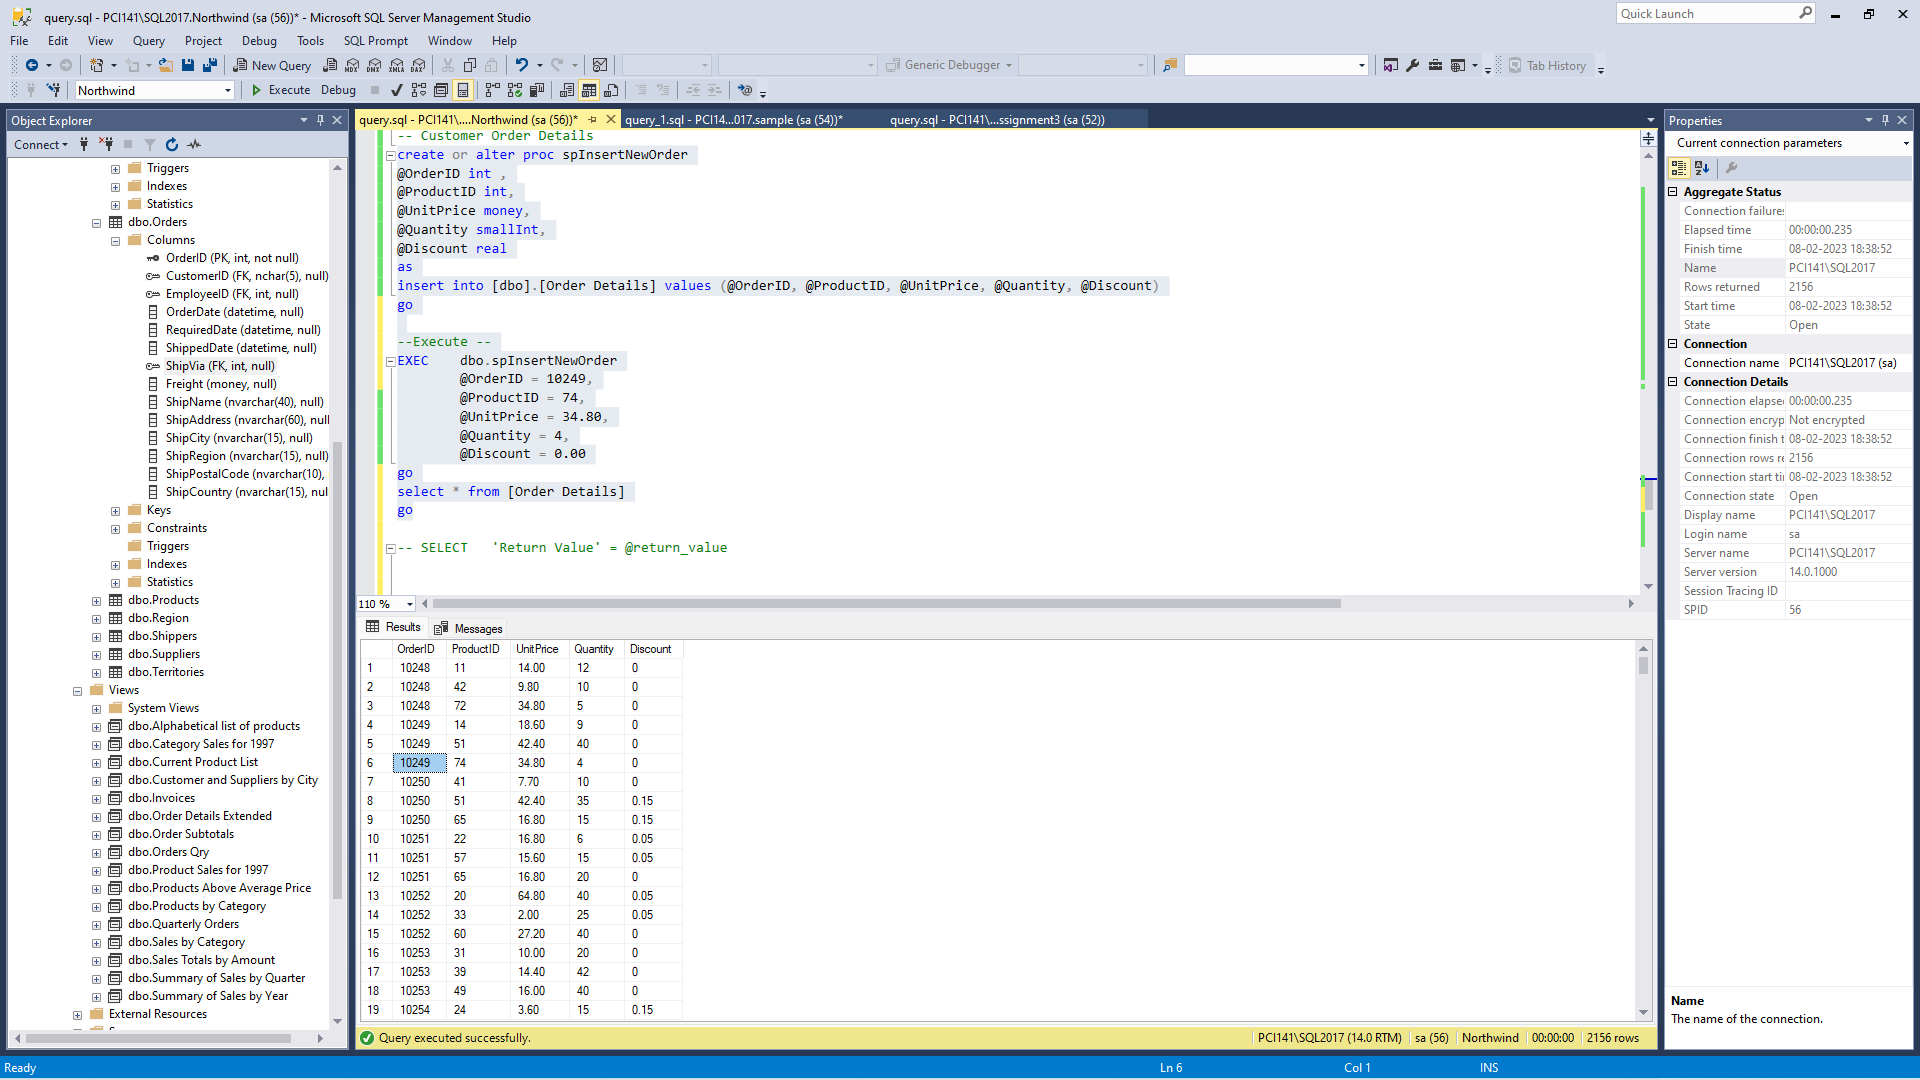 query.sql - PCI141\SQL2017.Northwind (sa (56))* - Microsoft SQL Server Management Studio
Quick Launch
File Edit View Query Project Debug Tools SQL Prompt Window Help
New Query
MDX DMX XMLA DAX
Generic Debugger
Tab History
Northwind
Execute Debug
Object Explorer
Connect
Triggers
Indexes
Statistics
dbo.Orders
Columns
OrderID (PK, int, not null)
CustomerID (FK, nchar(5), null)
EmployeeID (FK, int, null)
OrderDate (datetime, null)
RequiredDate (datetime, null)
ShippedDate (datetime, null)
ShipVia (FK, int, null)
Freight (money, null)
ShipName (nvarchar(40), null)
ShipAddress (nvarchar(60), null
ShipCity (nvarchar(15), null)
ShipRegion (nvarchar(15), null)
ShipPostalCode (nvarchar(10),
ShipCountry (nvarchar(15), nul
Keys
Constraints
Triggers
Indexes
Statistics
dbo.Products
dbo.Region
dbo.Shippers
dbo.Suppliers
dbo.Territories
Views
System Views
dbo.Alphabetical list of products
dbo.Category Sales for 1997
dbo.Current Product List
dbo.Customer and Suppliers by City
dbo.Invoices
dbo.Order Details Extended
dbo.Order Subtotals
dbo.Orders Qry
dbo.Product Sales for 1997
dbo.Products Above Average Price
dbo.Products by Category
dbo.Quarterly Orders
dbo.Sales by Category
dbo.Sales Totals by Amount
dbo.Summary of Sales by Quarter
dbo.Summary of Sales by Year
External Resources
query.sql - PCI141\....Northwind (sa (56))*
query_1.sql - PCI14...017.sample (sa (54))*
query.sql - PCI141\...ssignment3 (sa (52))
-- Customer Order Details
create or alter proc spInsertNewOrder
@OrderID int ,
@ProductID int,
@UnitPrice money,
@Quantity smallInt,
@Discount real
as
insert into [dbo].[Order Details] values (@OrderID, @ProductID, @UnitPrice, @Quantity, @Discount)
go
--Execute --
EXEC dbo.spInsertNewOrder
@OrderID = 10249,
@ProductID = 74,
@UnitPrice = 34.80,
@Quantity = 4,
@Discount = 0.00
go
select * from [Order Details]
go
-- SELECT 'Return Value' = @return_value
110 %
Results Messages
OrderID ProductID UnitPrice Quantity Discount
1 10248 11 14.00 12 0
2 10248 42 9.80 10 0
3 10248 72 34.80 5 0
4 10249 14 18.60 9 0
5 10249 51 42.40 40 0
6 10249 74 34.80 4 0
7 10250 41 7.70 10 0
8 10250 51 42.40 35 0.15
9 10250 65 16.80 15 0.15
10 10251 22 16.80 6 0.05
11 10251 57 15.60 15 0.05
12 10251 65 16.80 20 0
13 10252 20 64.80 40 0.05
14 10252 33 2.00 25 0.05
15 10252 60 27.20 40 0
16 10253 31 10.00 20 0
17 10253 39 14.40 42 0
18 10253 49 16.00 40 0
19 10254 24 3.60 15 0.15
Query executed successfully.
PCI141\SQL2017 (14.0 RTM) sa (56) Northwind 00:00:00 2156 rows
Properties
Current connection parameters
Aggregate Status
Connection failures
Elapsed time 00:00:00.235
Finish time 08-02-2023 18:38:52
Name PCI141\SQL2017
Rows returned 2156
Start time 08-02-2023 18:38:52
State Open
Connection
Connection name PCI141\SQL2017 (sa)
Connection Details
Connection elapse 00:00:00.235
Connection encryp Not encrypted
Connection finish t 08-02-2023 18:38:52
Connection rows re 2156
Connection start ti 08-02-2023 18:38:52
Connection state Open
Display name PCI141\SQL2017
Login name sa
Server name PCI141\SQL2017
Server version 14.0.1000
Session Tracing ID
SPID 56
Name
The name of the connection.
Ready Ln 6 Col 1 INS